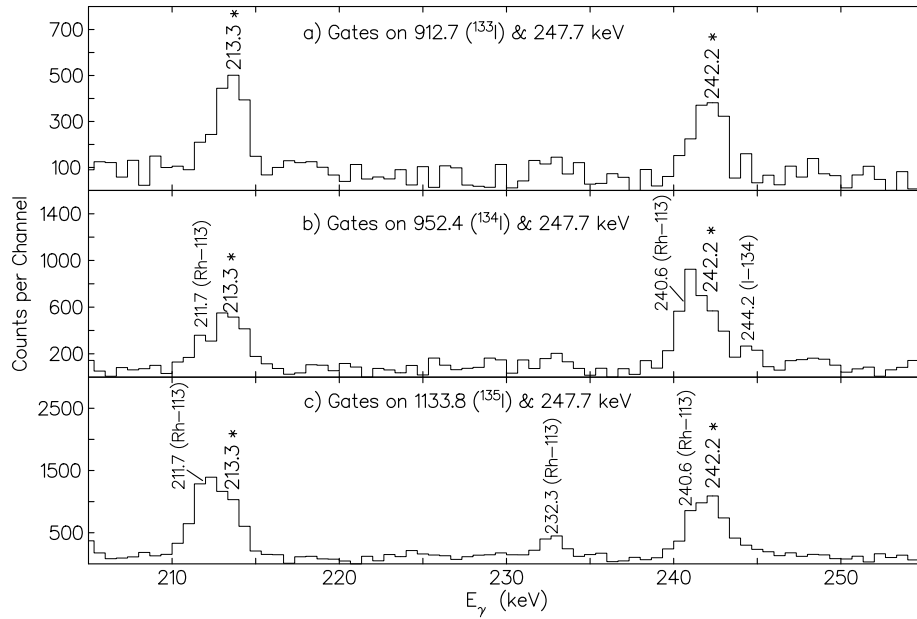 Counts per Channel
a) Gates on 912.7 (¹³³I) & 247.7 keV
700
500
300
100
213.3 *
242.2 *
b) Gates on 952.4 (¹³⁴I) & 247.7 keV
1400
1000
600
200
211.7 (Rh−113)
213.3 *
240.6 (Rh−113)
242.2 *
244.2 (I−134)
c) Gates on 1133.8 (¹³⁵I) & 247.7 keV
2500
1500
500
211.7 (Rh−113)
213.3 *
232.3 (Rh−113)
240.6 (Rh−113)
242.2 *
210 220 230 240 250
E_γ (keV)